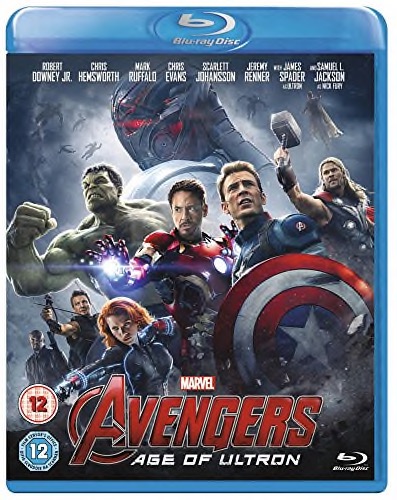 Blu-ray Disc
ROBERT DOWNEY JR. CHRIS HEMSWORTH MARK RUFFALO CHRIS EVANS SCARLETT JOHANSSON JEREMY RENNER WITH JAMES SPADER AS ULTRON AND SAMUEL L. JACKSON AS NICK FURY
MARVEL
AVENGERS
AGE OF ULTRON
12
12
Blu-ray Disc